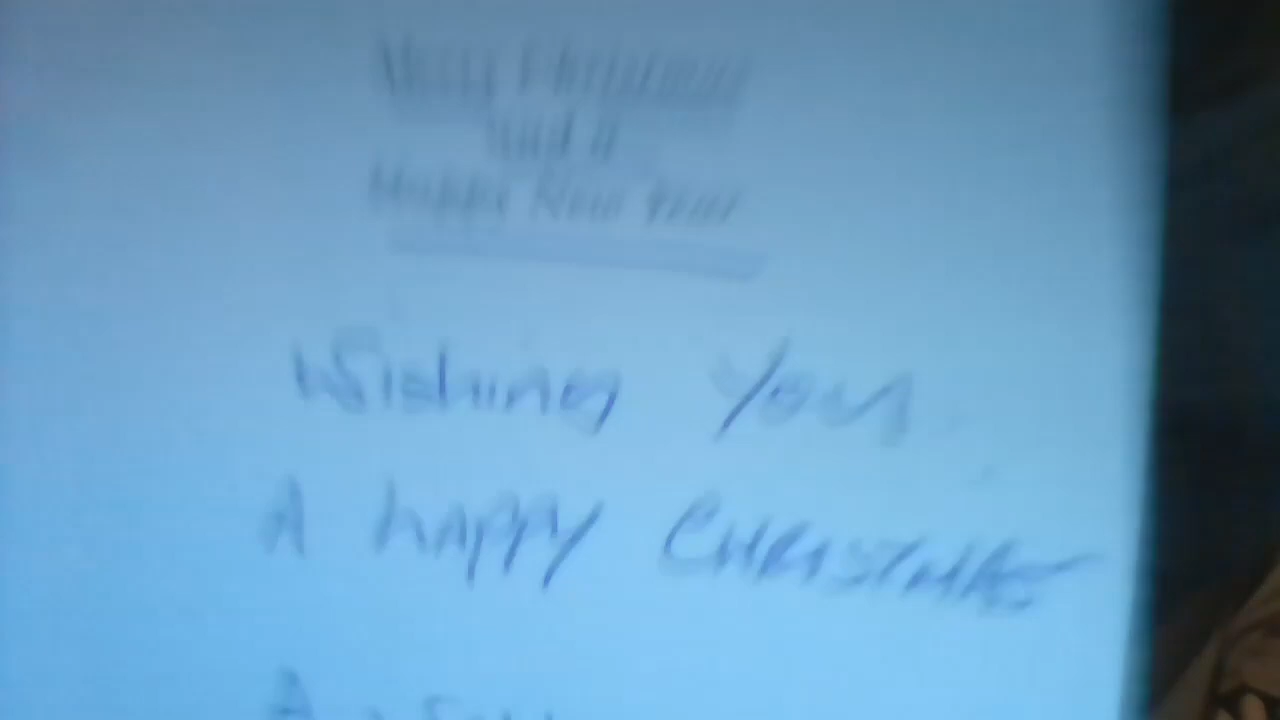 Merry Christmas
And a
Happy New Year
Wishing You
A happy CHRISTMAS
A